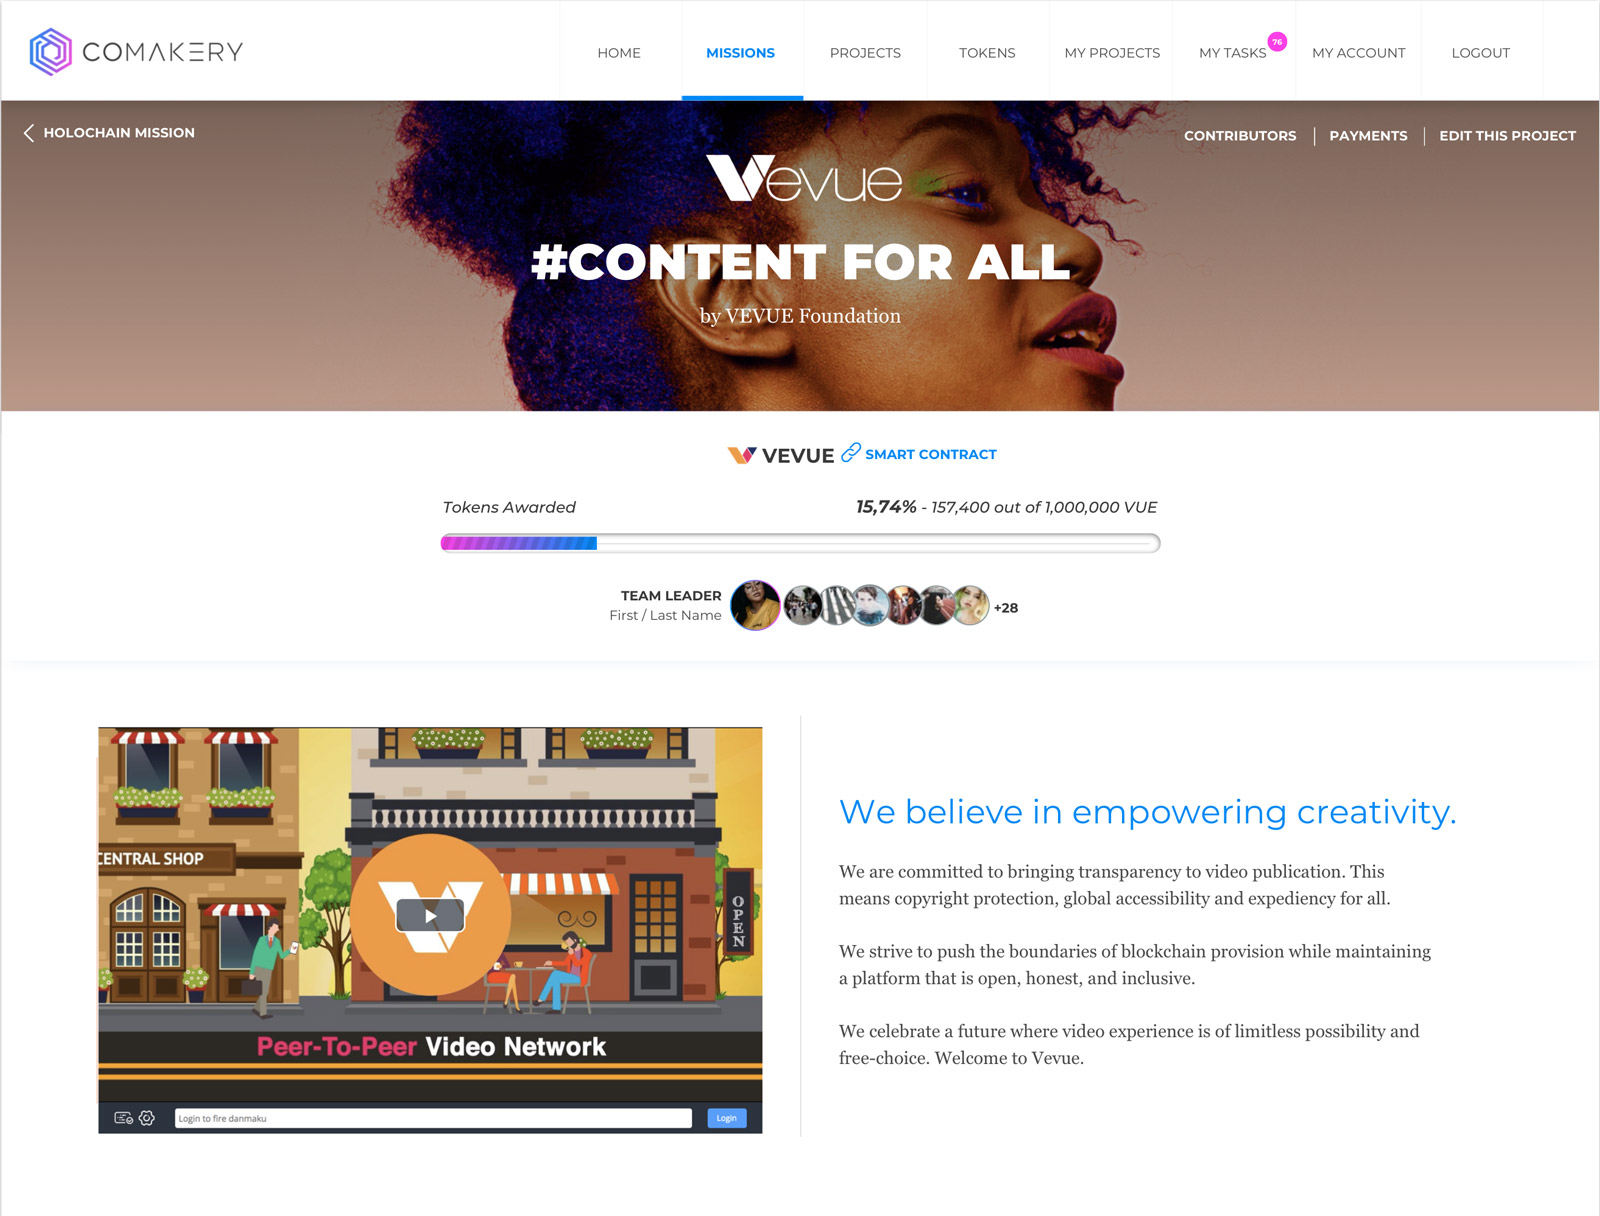 COMAKERY
HOME
MISSIONS
PROJECTS
TOKENS
MY PROJECTS
MY TASKS
76
MY ACCOUNT
LOGOUT
HOLOCHAIN MISSION
CONTRIBUTORS
PAYMENTS
EDIT THIS PROJECT
Vevue
#CONTENT FOR ALL
by VEVUE Foundation
VEVUE
SMART CONTRACT
Tokens Awarded
15,74% - 157,400 out of 1,000,000 VUE
TEAM LEADER
First / Last Name
+28
CENTRAL SHOP
OPEN
Peer-To-Peer Video Network
Login to fire danmaku
Login
We believe in empowering creativity.
We are committed to bringing transparency to video publication. This
means copyright protection, global accessibility and expediency for all.
We strive to push the boundaries of blockchain provision while maintaining
a platform that is open, honest, and inclusive.
We celebrate a future where video experience is of limitless possibility and
free-choice. Welcome to Vevue.